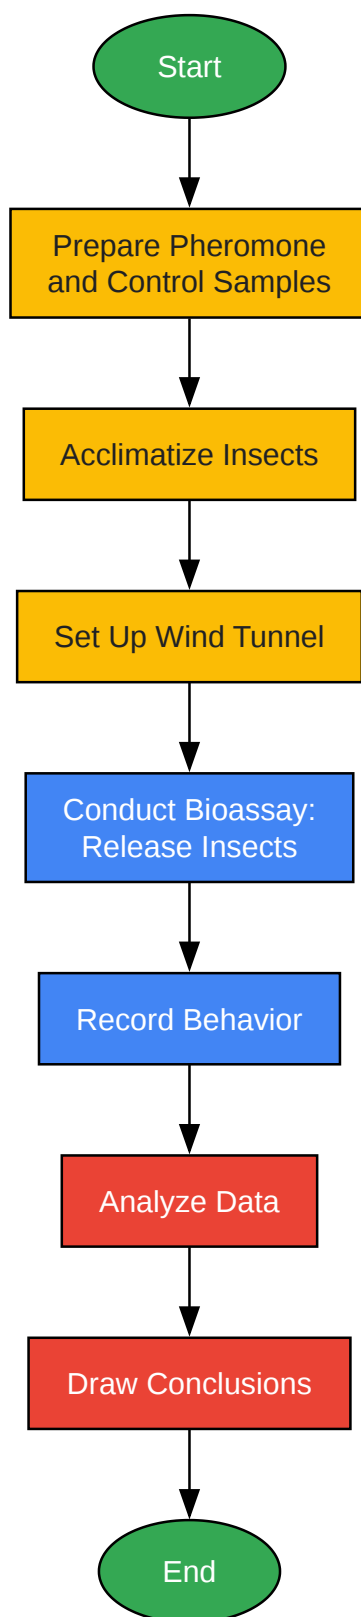 Start
Prepare Pheromone
and Control Samples
Acclimatize Insects
Set Up Wind Tunnel
Conduct Bioassay:
Release Insects
Record Behavior
Analyze Data
Draw Conclusions
End